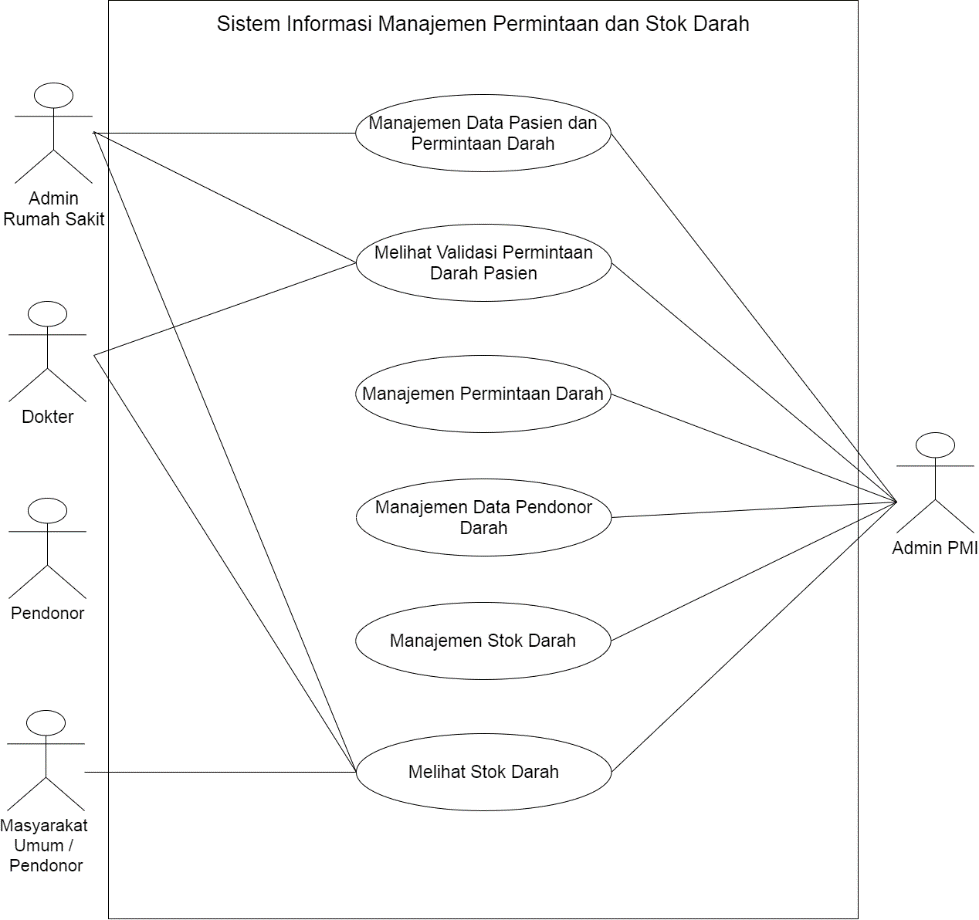 Sistem Informasi Manajemen Permintaan dan Stok Darah
Admin
Rumah Sakit
Manajemen Data Pasien dan
Permintaan Darah
Melihat Validasi Permintaan
Darah Pasien
Dokter
Manajemen Permintaan Darah
Manajemen Data Pendonor
Darah
Admin PMI
Pendonor
Manajemen Stok Darah
Melihat Stok Darah
Masyarakat
Umum /
Pendonor